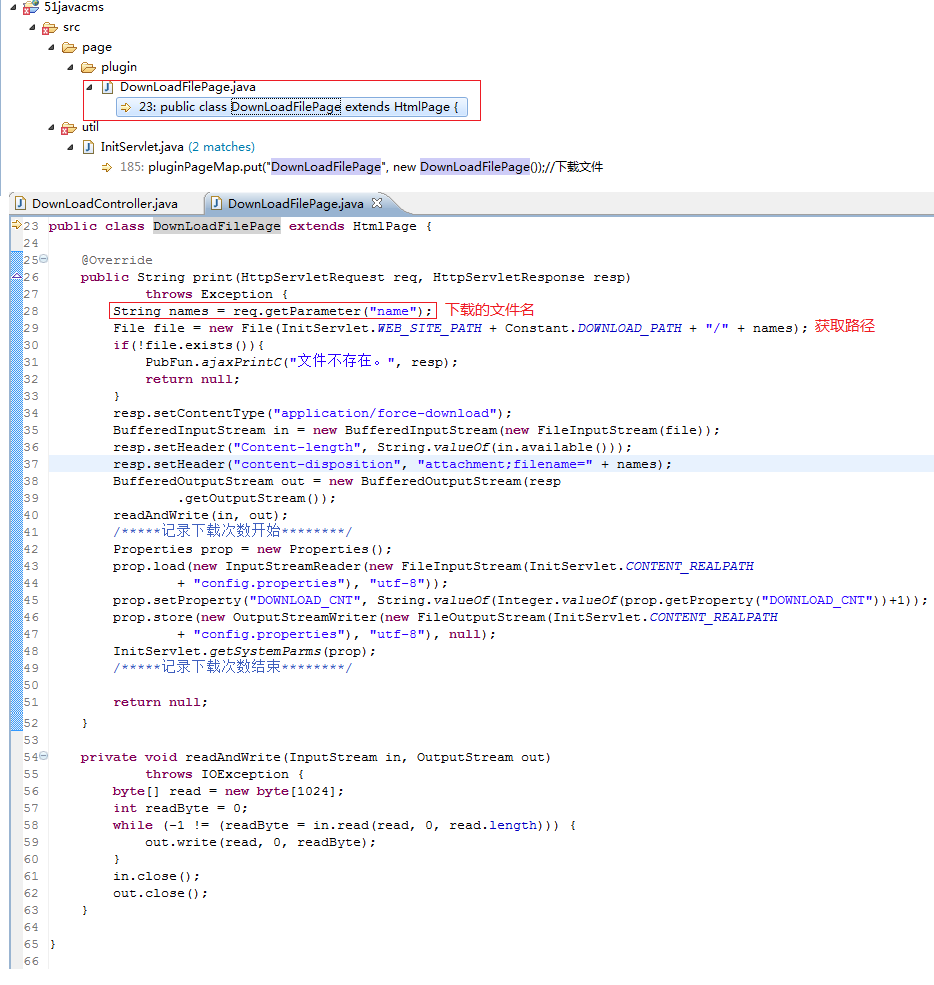 51javacms
src
page
plugin
DownLoadFilePage.java
23: public class DownLoadFilePage extends HtmlPage {
util
InitServlet.java (2 matches)
185: pluginPageMap.put("DownLoadFilePage", new DownLoadFilePage());//下载文件
DownLoadController.java DownLoadFilePage.java
23 public class DownLoadFilePage extends HtmlPage {
24
25 @Override
26 public String print(HttpServletRequest req, HttpServletResponse resp)
27 throws Exception {
28 String names = req.getParameter("name"); 下载的文件名
29 File file = new File(InitServlet.WEB_SITE_PATH + Constant.DOWNLOAD_PATH + "/" + names); 获取路径
30 if(!file.exists()){
31 PubFun.ajaxPrintC("文件不存在。", resp);
32 return null;
33 }
34 resp.setContentType("application/force-download");
35 BufferedInputStream in = new BufferedInputStream(new FileInputStream(file));
36 resp.setHeader("Content-length", String.valueOf(in.available()));
37 resp.setHeader("content-disposition", "attachment;filename=" + names);
38 BufferedOutputStream out = new BufferedOutputStream(resp
39 .getOutputStream());
40 readAndWrite(in, out);
41 /*****记录下载次数开始********/
42 Properties prop = new Properties();
43 prop.load(new InputStreamReader(new FileInputStream(InitServlet.CONTENT_REALPATH
44 + "config.properties"), "utf-8"));
45 prop.setProperty("DOWNLOAD_CNT", String.valueOf(Integer.valueOf(prop.getProperty("DOWNLOAD_CNT"))+1));
46 prop.store(new OutputStreamWriter(new FileOutputStream(InitServlet.CONTENT_REALPATH
47 + "config.properties"), "utf-8"), null);
48 InitServlet.getSystemParms(prop);
49 /*****记录下载次数结束********/
50
51 return null;
52 }
53
54 private void readAndWrite(InputStream in, OutputStream out)
55 throws IOException {
56 byte[] read = new byte[1024];
57 int readByte = 0;
58 while (-1 != (readByte = in.read(read, 0, read.length))) {
59 out.write(read, 0, readByte);
60 }
61 in.close();
62 out.close();
63 }
64
65 }
66